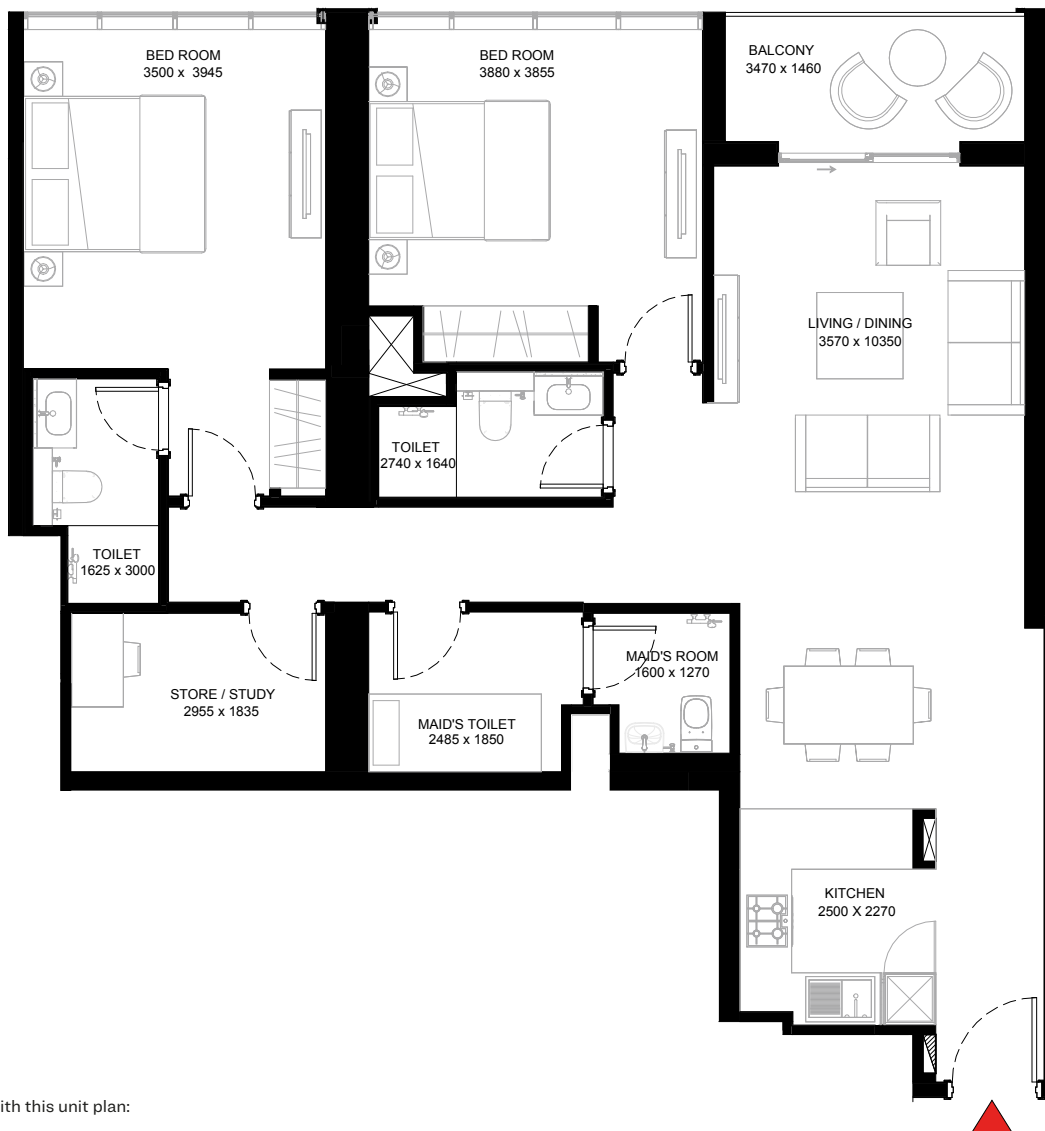 BED ROOM
3500 x 3945
BED ROOM
3880 x 3855
BALCONY
3470 x 1460
LIVING / DINING
3570 x 10350
TOILET
2740 x 1640
TOILET
1625 x 3000
STORE / STUDY
2955 x 1835
MAID'S TOILET
2485 x 1850
MAID'S ROOM
1600 x 1270
KITCHEN
2500 X 2270
ith this unit plan: